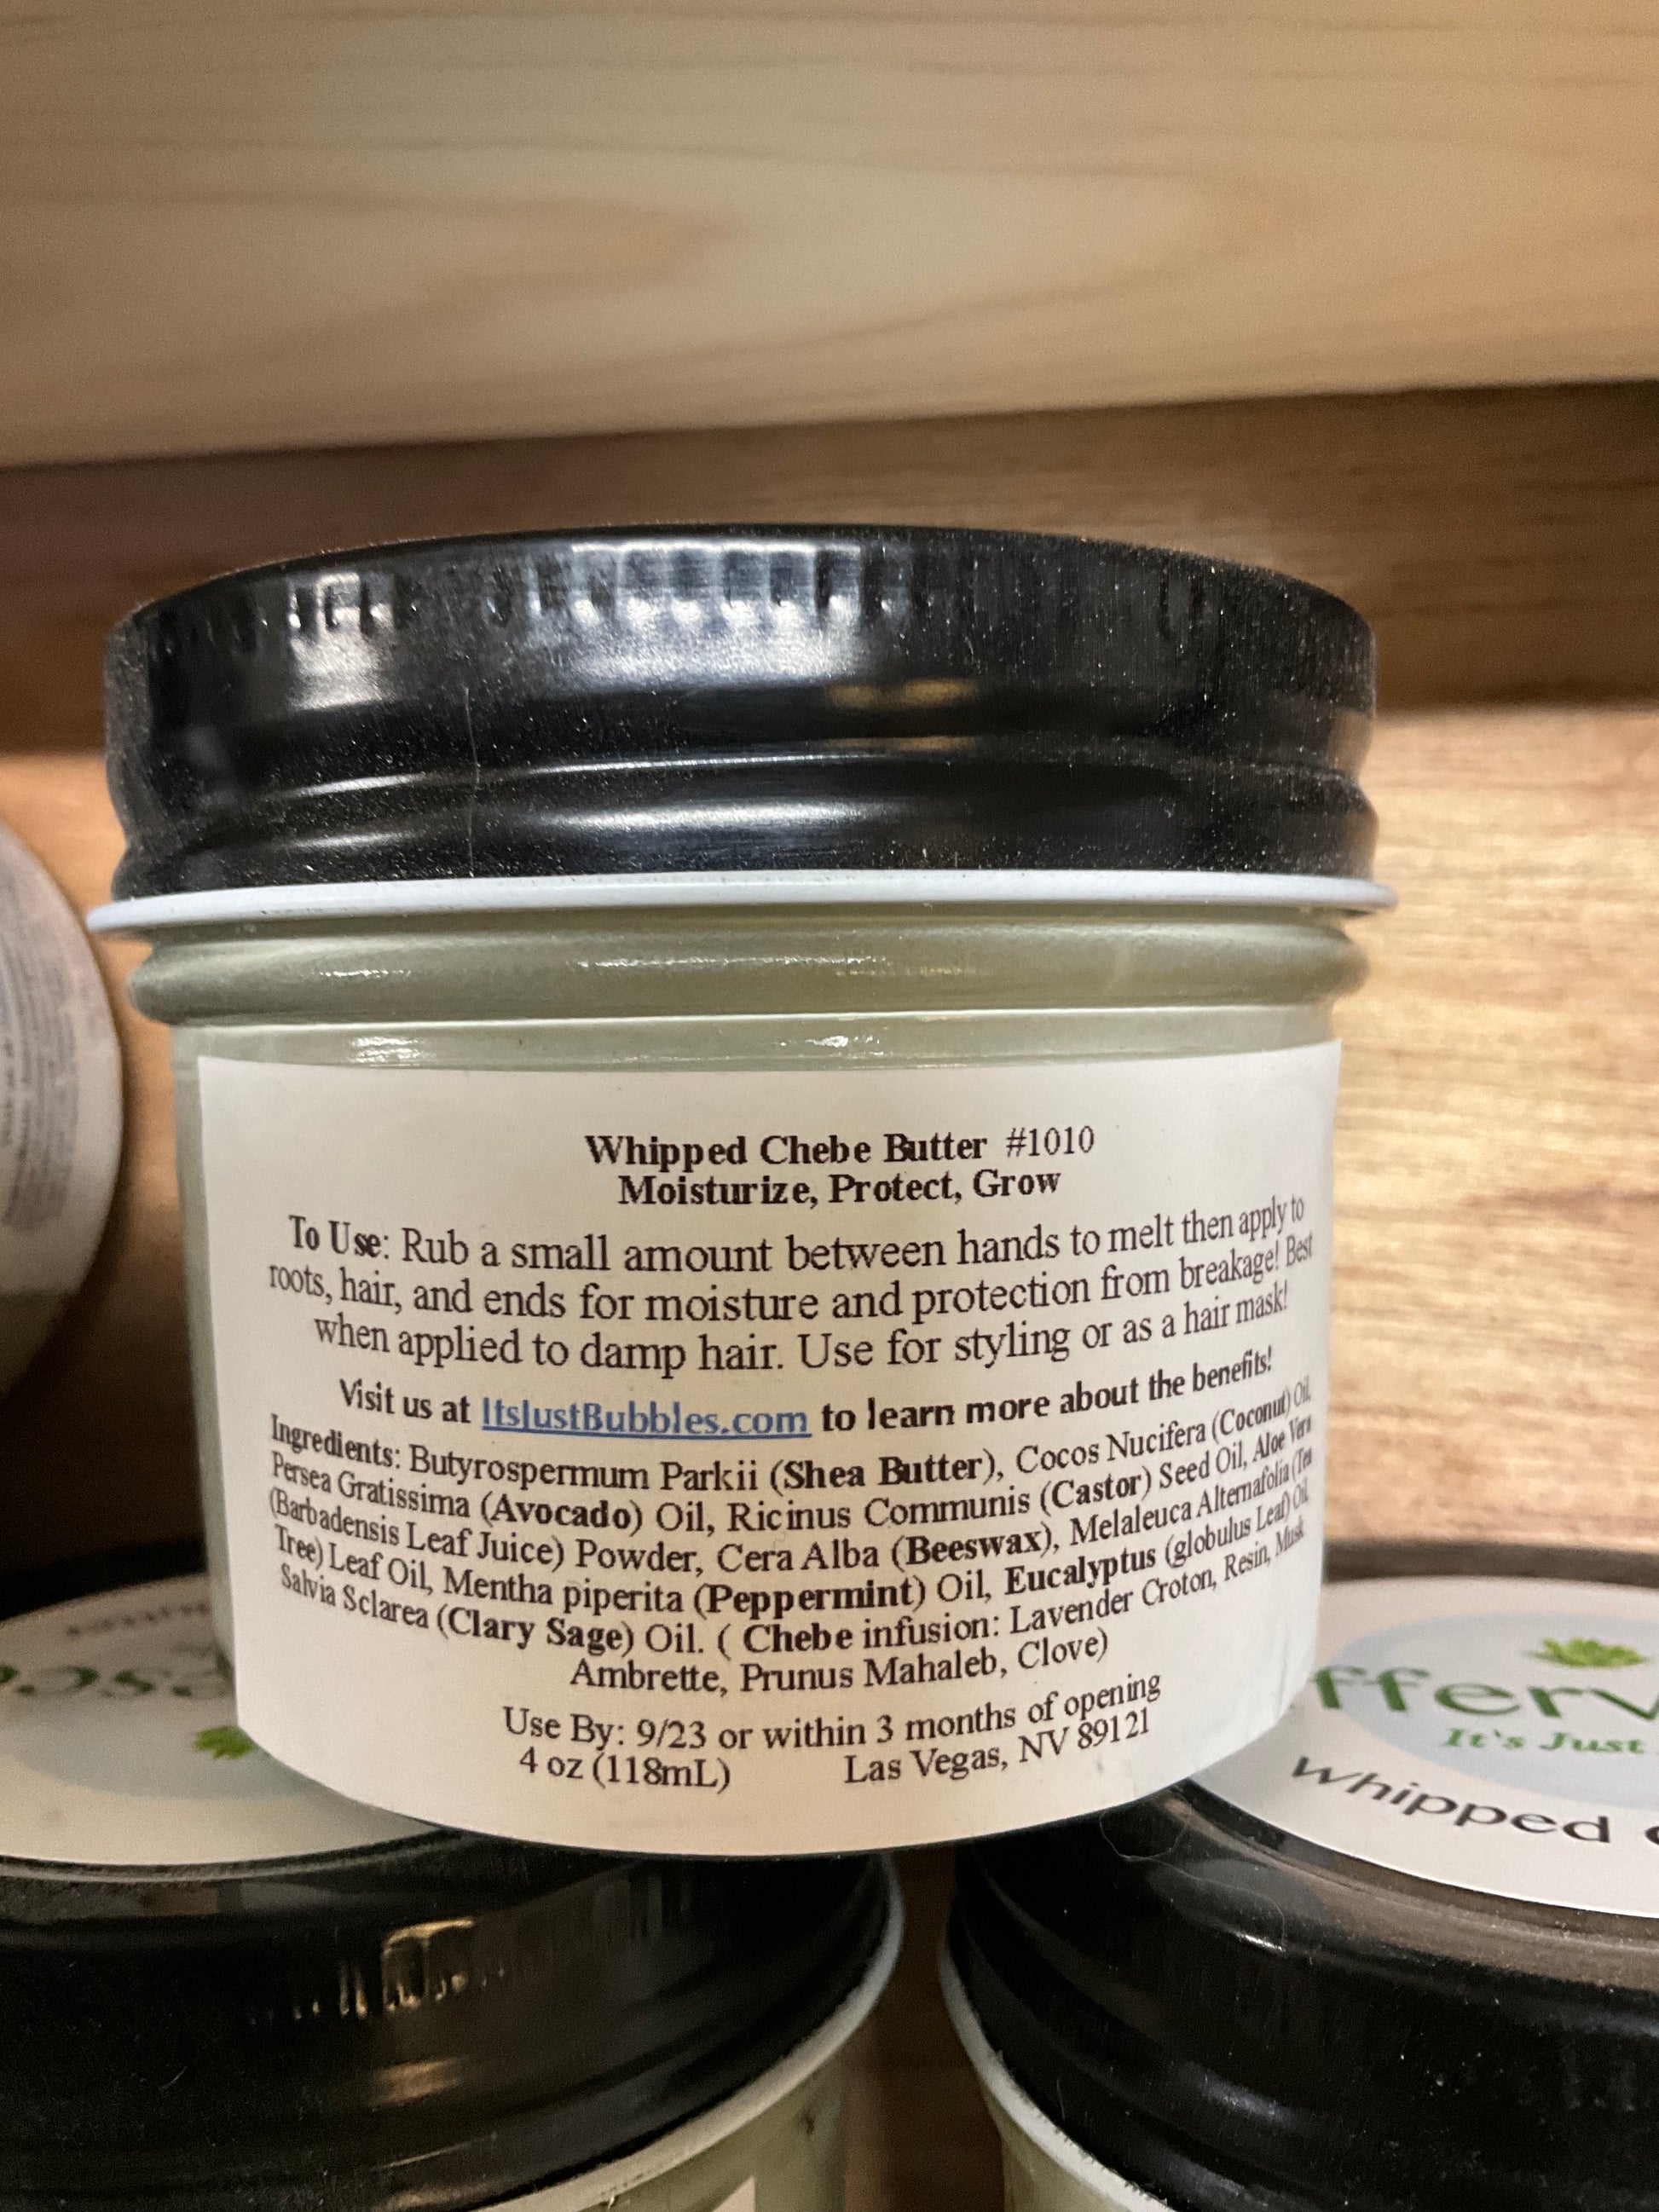 Whipped Chebe Butter #1010
Moisturize, Protect, Grow
To Use: Rub a small amount between hands to melt then apply to
roots, hair, and ends for moisture and protection from breakage! Best
when applied to damp hair. Use for styling or as a hair mask!
Visit us at ItsJustBubbles.com to learn more about the benefits!
Ingredients: Butyrospermum Parkii (Shea Butter), Cocos Nucifera (Coconut) Oil,
Persea Gratissima (Avocado) Oil, Ricinus Communis (Castor) Seed Oil, Aloe Vera
(Barbadensis Leaf Juice) Powder, Cera Alba (Beeswax), Melaleuca Alternafolia (Tea
Tree) Leaf Oil, Mentha piperita (Peppermint) Oil, Eucalyptus (globulus Leaf) Oil,
Salvia Sclarea (Clary Sage) Oil. ( Chebe infusion: Lavender Croton, Resin, Musk
Ambrette, Prunus Mahaleb, Clove)
Use By: 9/23 or within 3 months of opening
4 oz (118mL) Las Vegas, NV 89121
fferv
It's Just
Whipped